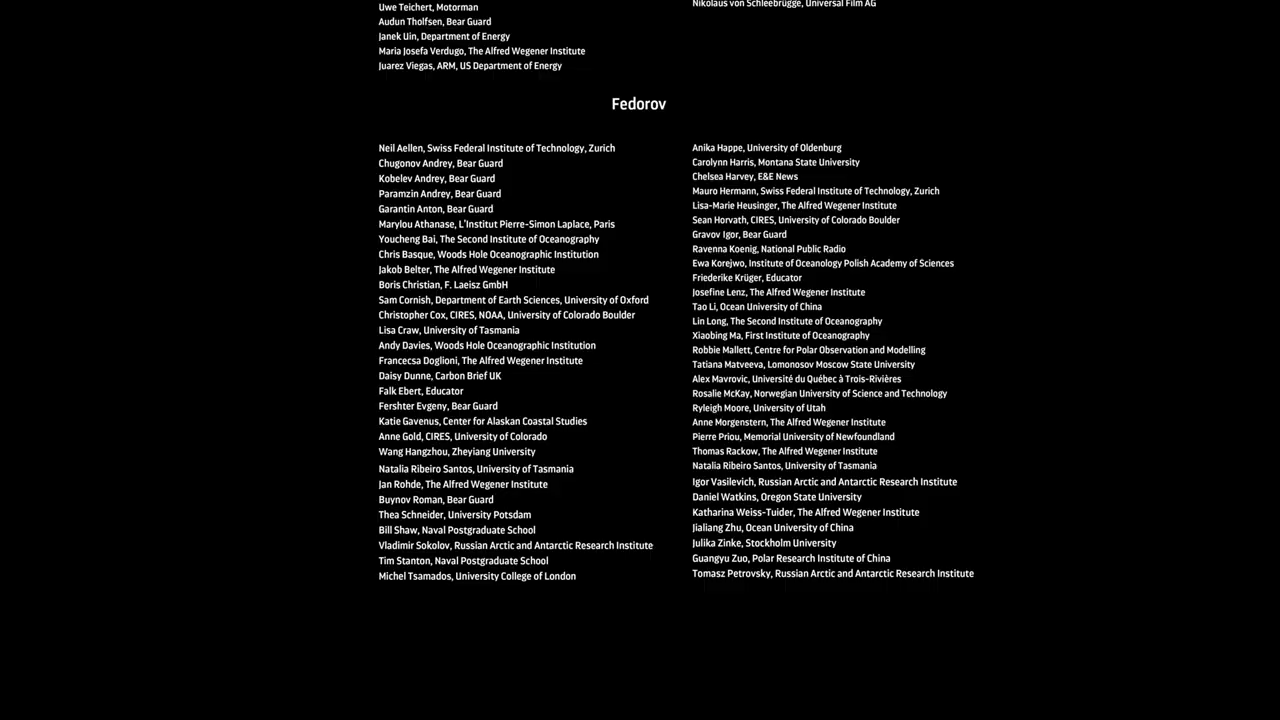 Uwe Teichert, Motorman
Audun Tholfsen, Bear Guard
Janek Uin, Department of Energy
Maria Josefa Verdugo, The Alfred Wegener Institute
Juarez Viegas, ARM, US Department of Energy
Nikolaus von Schleebrügge, Universal Film AG
Fedorov
Neil Aellen, Swiss Federal Institute of Technology, Zurich
Chugonov Andrey, Bear Guard
Kobelev Andrey, Bear Guard
Paramzin Andrey, Bear Guard
Garantin Anton, Bear Guard
Marylou Athanase, L'Institut Pierre-Simon Laplace, Paris
Youcheng Bai, The Second Institute of Oceanography
Chris Basque, Woods Hole Oceanographic Institution
Jakob Belter, The Alfred Wegener Institute
Boris Christian, F. Laeisz GmbH
Sam Cornish, Department of Earth Sciences, University of Oxford
Christopher Cox, CIRES, NOAA, University of Colorado Boulder
Lisa Craw, University of Tasmania
Andy Davies, Woods Hole Oceanographic Institution
Francecsa Doglioni, The Alfred Wegener Institute
Daisy Dunne, Carbon Brief UK
Falk Ebert, Educator
Fershter Evgeny, Bear Guard
Katie Gavenus, Center for Alaskan Coastal Studies
Anne Gold, CIRES, University of Colorado
Wang Hangzhou, Zheyiang University
Natalia Ribeiro Santos, University of Tasmania
Jan Rohde, The Alfred Wegener Institute
Buynov Roman, Bear Guard
Thea Schneider, University Potsdam
Bill Shaw, Naval Postgraduate School
Vladimir Sokolov, Russian Arctic and Antarctic Research Institute
Tim Stanton, Naval Postgraduate School
Michel Tsamados, University College of London
Anika Happe, University of Oldenburg
Carolynn Harris, Montana State University
Chelsea Harvey, E&E News
Mauro Hermann, Swiss Federal Institute of Technology, Zurich
Lisa-Marie Heusinger, The Alfred Wegener Institute
Sean Horvath, CIRES, University of Colorado Boulder
Gravov Igor, Bear Guard
Ravenna Koenig, National Public Radio
Ewa Korejwo, Institute of Oceanology Polish Academy of Sciences
Friederike Krüger, Educator
Josefine Lenz, The Alfred Wegener Institute
Tao Li, Ocean University of China
Lin Long, The Second Institute of Oceanography
Xiaobing Ma, First Institute of Oceanography
Robbie Mallett, Centre for Polar Observation and Modelling
Tatiana Matveeva, Lomonosov Moscow State University
Alex Mavrovic, Université du Québec à Trois-Rivières
Rosalie McKay, Norwegian University of Science and Technology
Ryleigh Moore, University of Utah
Anne Morgenstern, The Alfred Wegener Institute
Pierre Priou, Memorial University of Newfoundland
Thomas Rackow, The Alfred Wegener Institute
Natalia Ribeiro Santos, University of Tasmania
Igor Vasilevich, Russian Arctic and Antarctic Research Institute
Daniel Watkins, Oregon State University
Katharina Weiss-Tuider, The Alfred Wegener Institute
Jialiang Zhu, Ocean University of China
Julika Zinke, Stockholm University
Guangyu Zuo, Polar Research Institute of China
Tomasz Petrovsky, Russian Arctic and Antarctic Research Institute